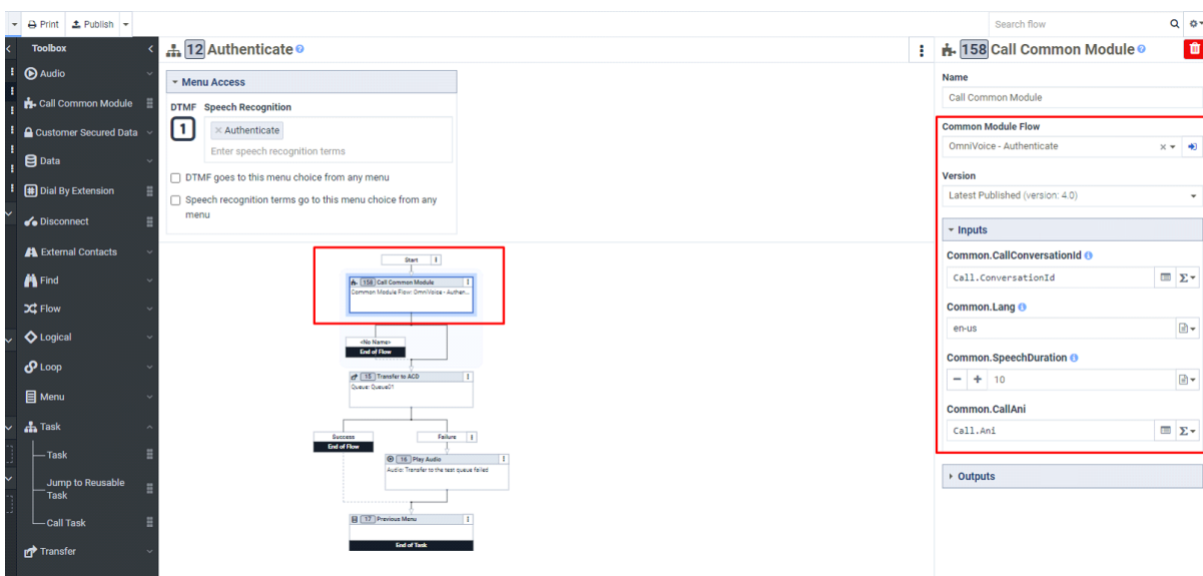 Print Publish
Search flow
Toolbox
12 Authenticate
158 Call Common Module
Audio
Call Common Module
Customer Secured Data
Data
Dial By Extension
Disconnect
External Contacts
Find
Flow
Logical
Loop
Menu
Task
Task
Jump to Reusable
Task
Call Task
Transfer
Menu Access
DTMF Speech Recognition
1
× Authenticate
Enter speech recognition terms
DTMF goes to this menu choice from any menu
Speech recognition terms go to this menu choice from any
menu
Start
158 Call Common Module
Common Module Flow: OmniVoice - Authen...
<No Name>
End of Flow
15 Transfer to ACD
Queue: Queue01
Success
End of Flow
Failure
16 Play Audio
Audio: Transfer to the test queue failed
17 Previous Menu
End of Task
Name
Call Common Module
Common Module Flow
OmniVoice - Authenticate
Version
Latest Published (version: 4.0)
Inputs
Common.CallConversationId
Call.ConversationId
Common.Lang
en-us
Common.SpeechDuration
− + 10
Common.CallAni
Call.Ani
Outputs